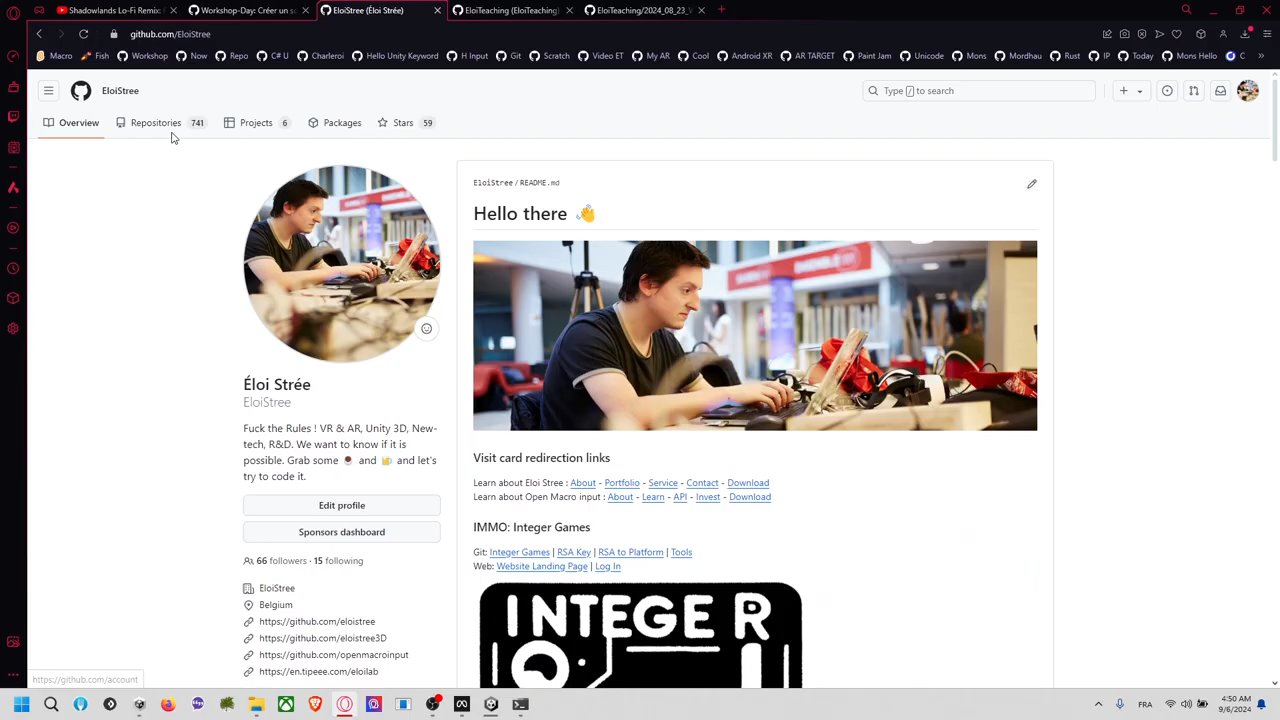 Shadowlands Lo-Fi Remix
Workshop-Day: Créer un s
EloiStree (Éloi Strée)
EloiTeaching (EloiTeaching)
EloiTeaching/2024_08_23_V
github.com/EloiStree
Macro
Fish
Workshop
Now
Repo
C# U
Charleroi
Hello Unity Keyword
H Input
Git
Scratch
Video ET
My AR
Cool
Android XR
AR TARGET
Paint Jam
Unicode
Mons
Mordhau
Rust
IP
Today
Mons Hello
C
»
EloiStree
Type / to search
Overview
Repositories 741
Projects 6
Packages
Stars 59
EloiStree / README.md
Hello there 👋
Éloi Strée
EloiStree
Fuck the Rules ! VR & AR, Unity 3D, New-
tech, R&D. We want to know if it is
possible. Grab some ☕ and 🍻 and let's
try to code it.
Edit profile
Sponsors dashboard
66 followers · 15 following
EloiStree
Belgium
https://github.com/eloistree
https://github.com/eloistree3D
https://github.com/openmacroinput
https://en.tipeee.com/eloilab
Visit card redirection links
Learn about Eloi Stree : About - Portfolio - Service - Contact - Download
Learn about Open Macro input : About - Learn - API - Invest - Download
IMMO: Integer Games
Git: Integer Games | RSA Key | RSA to Platform | Tools
Web: Website Landing Page | Log In
INTEGER
https://github.com/account
FRA
4:50 AM
9/6/2024